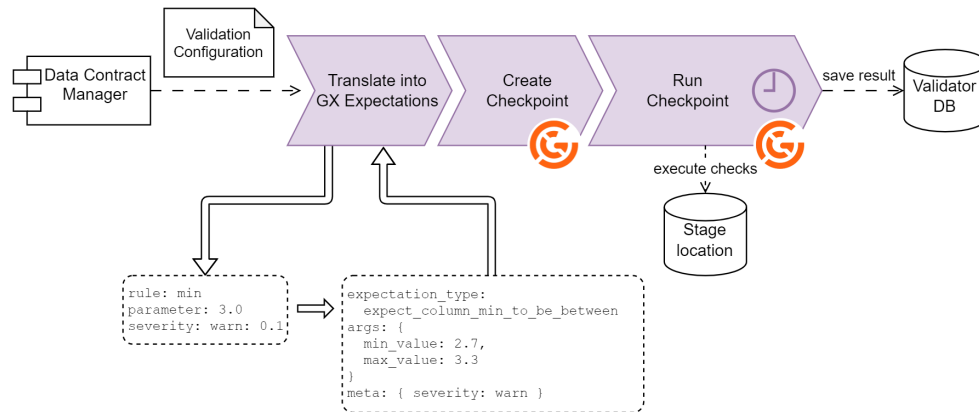 Validation
Configuration
Data Contract
Manager
Translate into
GX Expectations
Create
Checkpoint
Run
Checkpoint
save result
Validator
DB
execute checks
Stage
location
rule: min
parameter: 3.0
severity: warn: 0.1
expectation_type:
expect_column_min_to_be_between
args: {
min_value: 2.7,
max_value: 3.3
}
meta: { severity: warn }